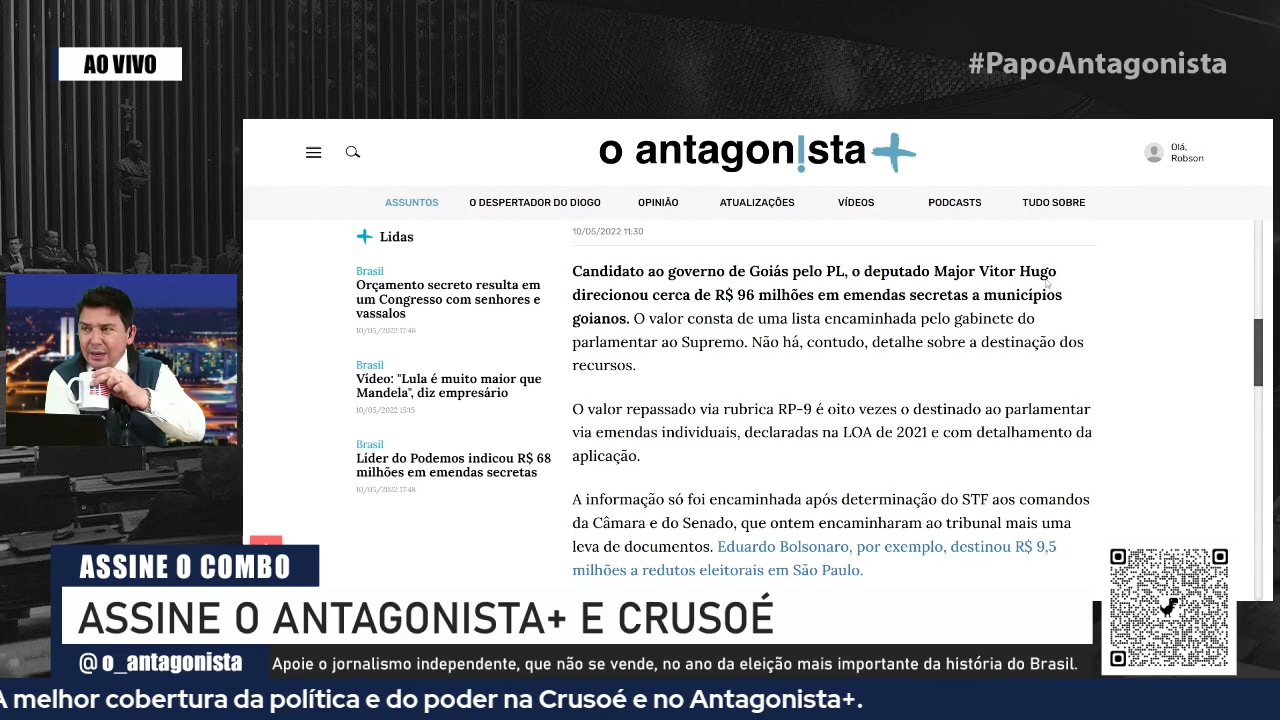 AO VIVO
#PapoAntagonista
o antagon!sta+
Olá,
Robson
ASSUNTOS O DESPERTADOR DO DIOGO OPINIÃO ATUALIZAÇÕES VÍDEOS PODCASTS TUDO SOBRE
Lidas
Brasil
Orçamento secreto resulta em
um Congresso com senhores e
vassalos
10/05/2022 17:46
Brasil
Vídeo: "Lula é muito maior que
Mandela", diz empresário
10/05/2022 15:15
Brasil
Líder do Podemos indicou R$ 68
milhões em emendas secretas
10/05/2022 17:48
10/05/2022 11:30
Candidato ao governo de Goiás pelo PL, o deputado Major Vitor Hugo
direcionou cerca de R$ 96 milhões em emendas secretas a municípios
goianos. O valor consta de uma lista encaminhada pelo gabinete do
parlamentar ao Supremo. Não há, contudo, detalhe sobre a destinação dos
recursos.
O valor repassado via rubrica RP-9 é oito vezes o destinado ao parlamentar
via emendas individuais, declaradas na LOA de 2021 e com detalhamento da
aplicação.
A informação só foi encaminhada após determinação do STF aos comandos
da Câmara e do Senado, que ontem encaminharam ao tribunal mais uma
leva de documentos. Eduardo Bolsonaro, por exemplo, destinou R$ 9,5
milhões a redutos eleitorais em São Paulo.
ASSINE O COMBO
ASSINE O ANTAGONISTA+ E CRUSOÉ
@o_antagonista
Apoie o jornalismo independente, que não se vende, no ano da eleição mais importante da história do Brasil.
A melhor cobertura da política e do poder na Crusoé e no Antagonista+.